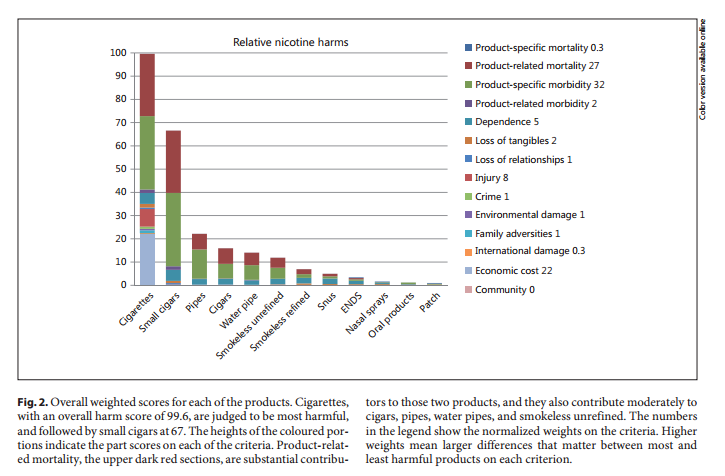 Color version available online
Relative nicotine harms
100
90
80
70
60
50
40
30
20
10
0
Cigarettes
Small cigars
Pipes
Cigars
Water pipe
Smokeless unrefined
Smokeless refined
Snus
ENDS
Nasal sprays
Oral products
Patch
Product-specific mortality 0.3
Product-related mortality 27
Product-specific morbidity 32
Product-related morbidity 2
Dependence 5
Loss of tangibles 2
Loss of relationships 1
Injury 8
Crime 1
Environmental damage 1
Family adversities 1
International damage 0.3
Economic cost 22
Community 0
Fig. 2. Overall weighted scores for each of the products. Cigarettes,
with an overall harm score of 99.6, are judged to be most harmful,
and followed by small cigars at 67. The heights of the coloured por-
tions indicate the part scores on each of the criteria. Product-relat-
ed mortality, the upper dark red sections, are substantial contribu-
tors to those two products, and they also contribute moderately to
cigars, pipes, water pipes, and smokeless unrefined. The numbers
in the legend show the normalized weights on the criteria. Higher
weights mean larger differences that matter between most and
least harmful products on each criterion.